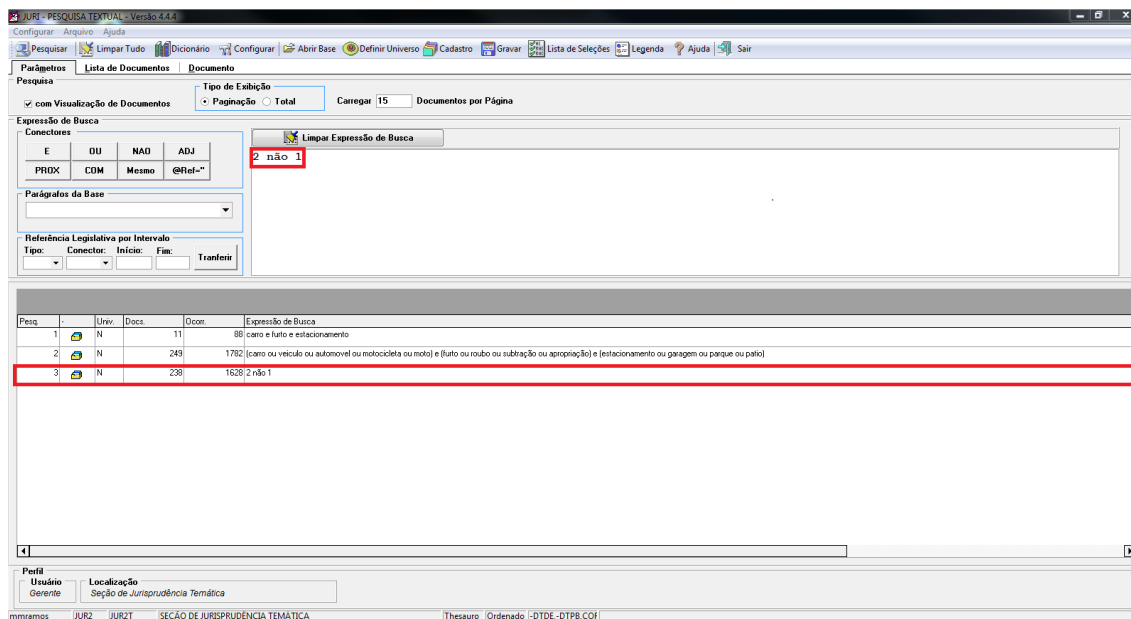 JURI - PESQUISA TEXTUAL - Versão 4.4.4
Configurar Arquivo Ajuda
Pesquisar Limpar Tudo Dicionário Configurar Abrir Base Definir Universo Cadastro Gravar Lista de Seleções Legenda Ajuda Sair
Parâmetros Lista de Documentos Documento
Pesquisa
Tipo de Exibição
com Visualização de Documentos Paginação Total Carregar 15 Documentos por Página
Expressão de Busca
Conectores
Limpar Expressão de Busca
E OU NAO ADJ
2 não 1
PROX COM Mesmo @Ref="
Parágrafos da Base
Referência Legislativa por Intervalo
Tipo: Conector: Início: Fim:
Tranferir
Pesq. - Univ. Docs. Ocorr. Expressão de Busca
1 N 11 88 carro e furto e estacionamento
2 N 249 1782 (carro ou veiculo ou automovel ou motocicleta ou moto) e (furto ou roubo ou subtração ou apropriação) e (estacionamento ou garagem ou parque ou patio)
3 N 238 1628 2 não 1
Perfil
Usuário Localização
Gerente Seção de Jurisprudência Temática
mmramos JUR2 JUR2T SEÇÃO DE JURISPRUDÊNCIA TEMÁTICA Thesauro Ordenado -DTDE.-DTPB.COF